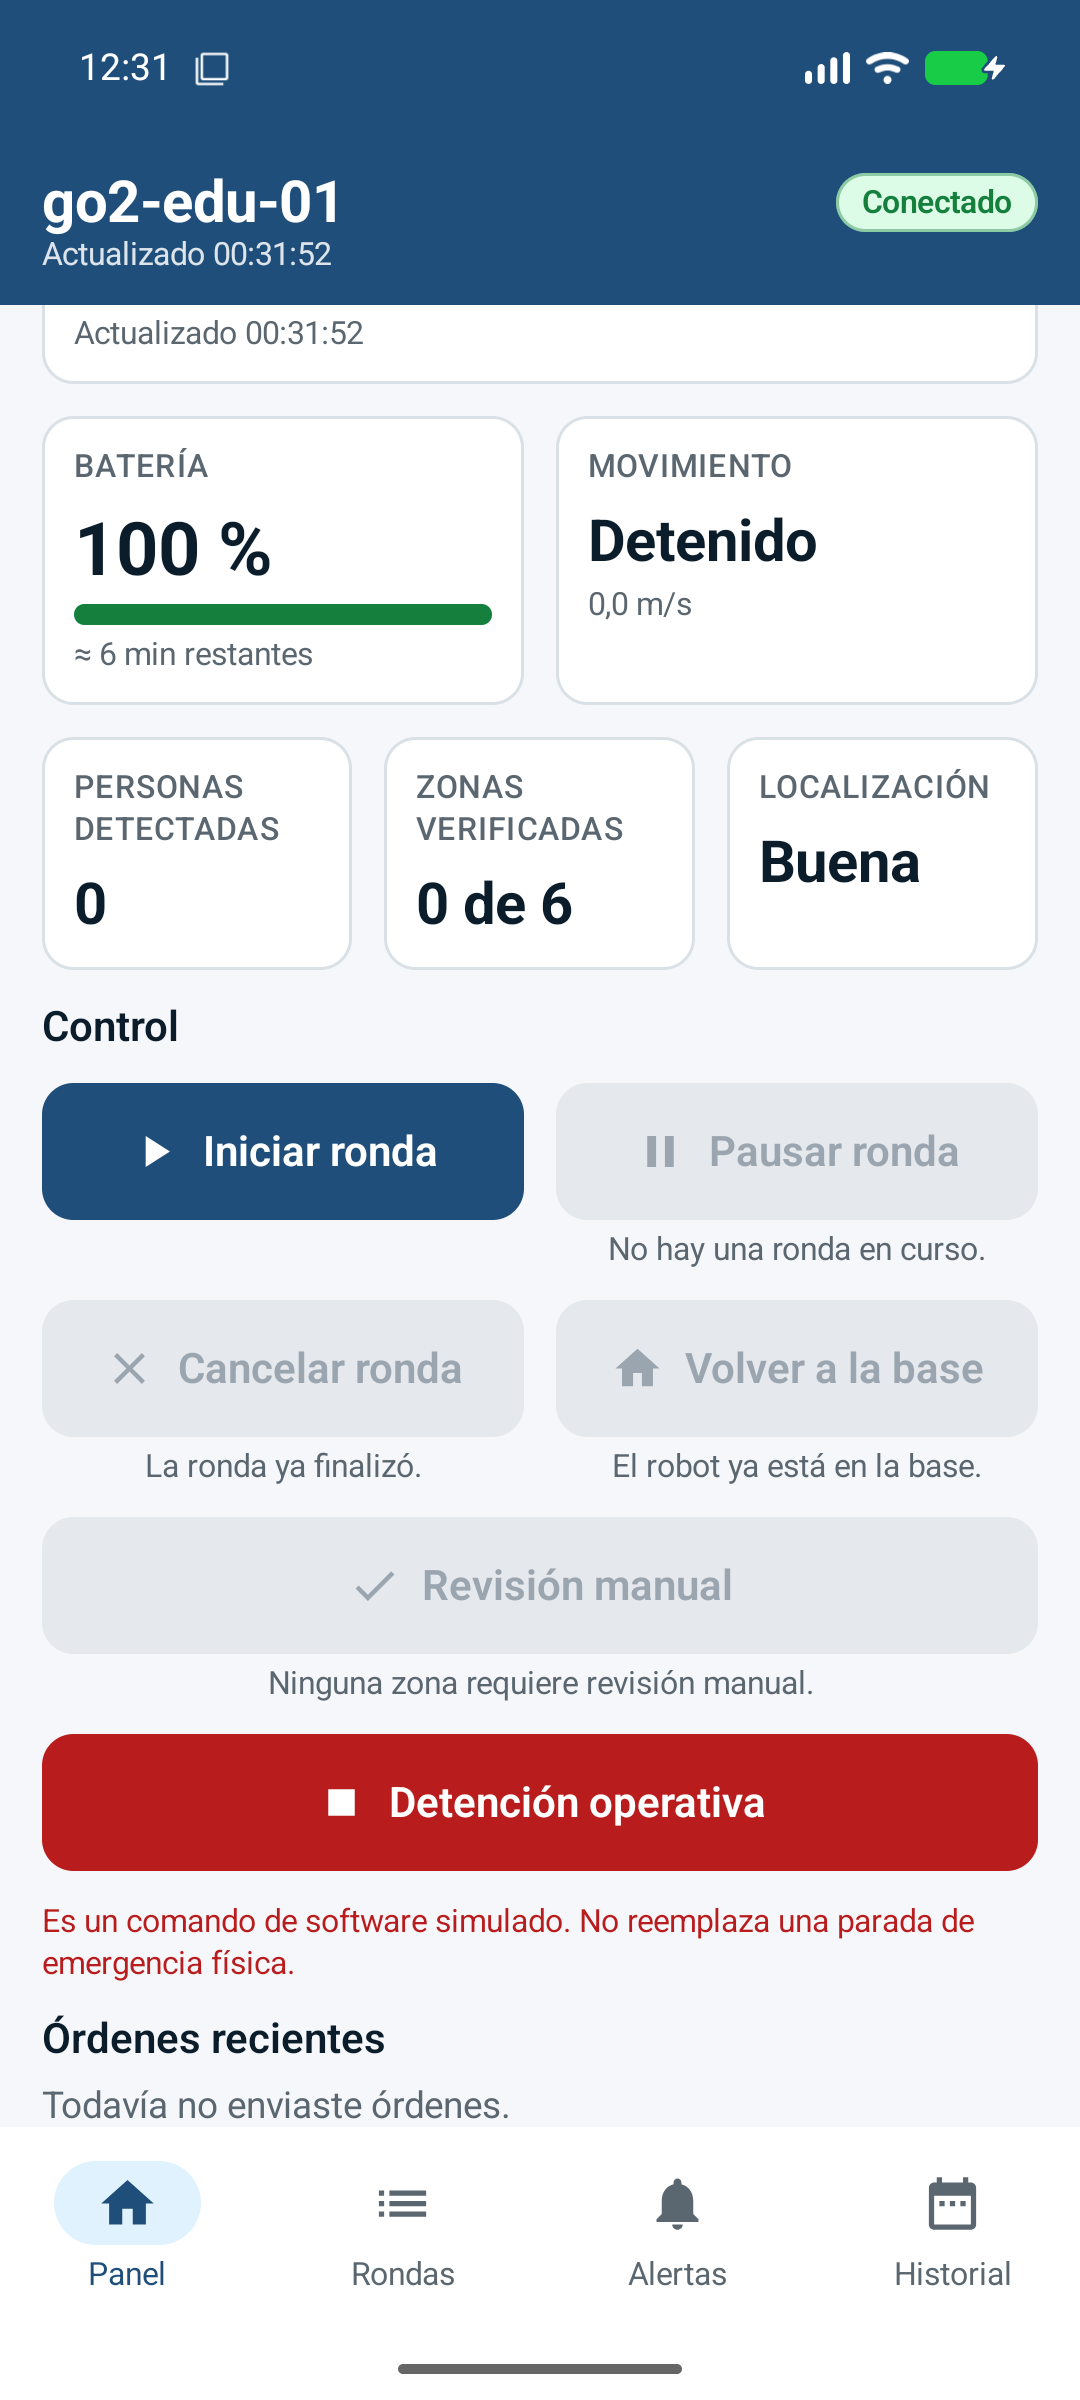 12:31
go2-edu-01
Conectado
Actualizado 00:31:52
Actualizado 00:31:52
BATERÍA
100 %
≈ 6 min restantes
MOVIMIENTO
Detenido
0,0 m/s
PERSONAS
DETECTADAS
0
ZONAS
VERIFICADAS
0 de 6
LOCALIZACIÓN
Buena
Control
Iniciar ronda
Pausar ronda
No hay una ronda en curso.
Cancelar ronda
La ronda ya finalizó.
Volver a la base
El robot ya está en la base.
Revisión manual
Ninguna zona requiere revisión manual.
Detención operativa
Es un comando de software simulado. No reemplaza una parada de
emergencia física.
Órdenes recientes
Todavía no enviaste órdenes.
Panel
Rondas
Alertas
Historial